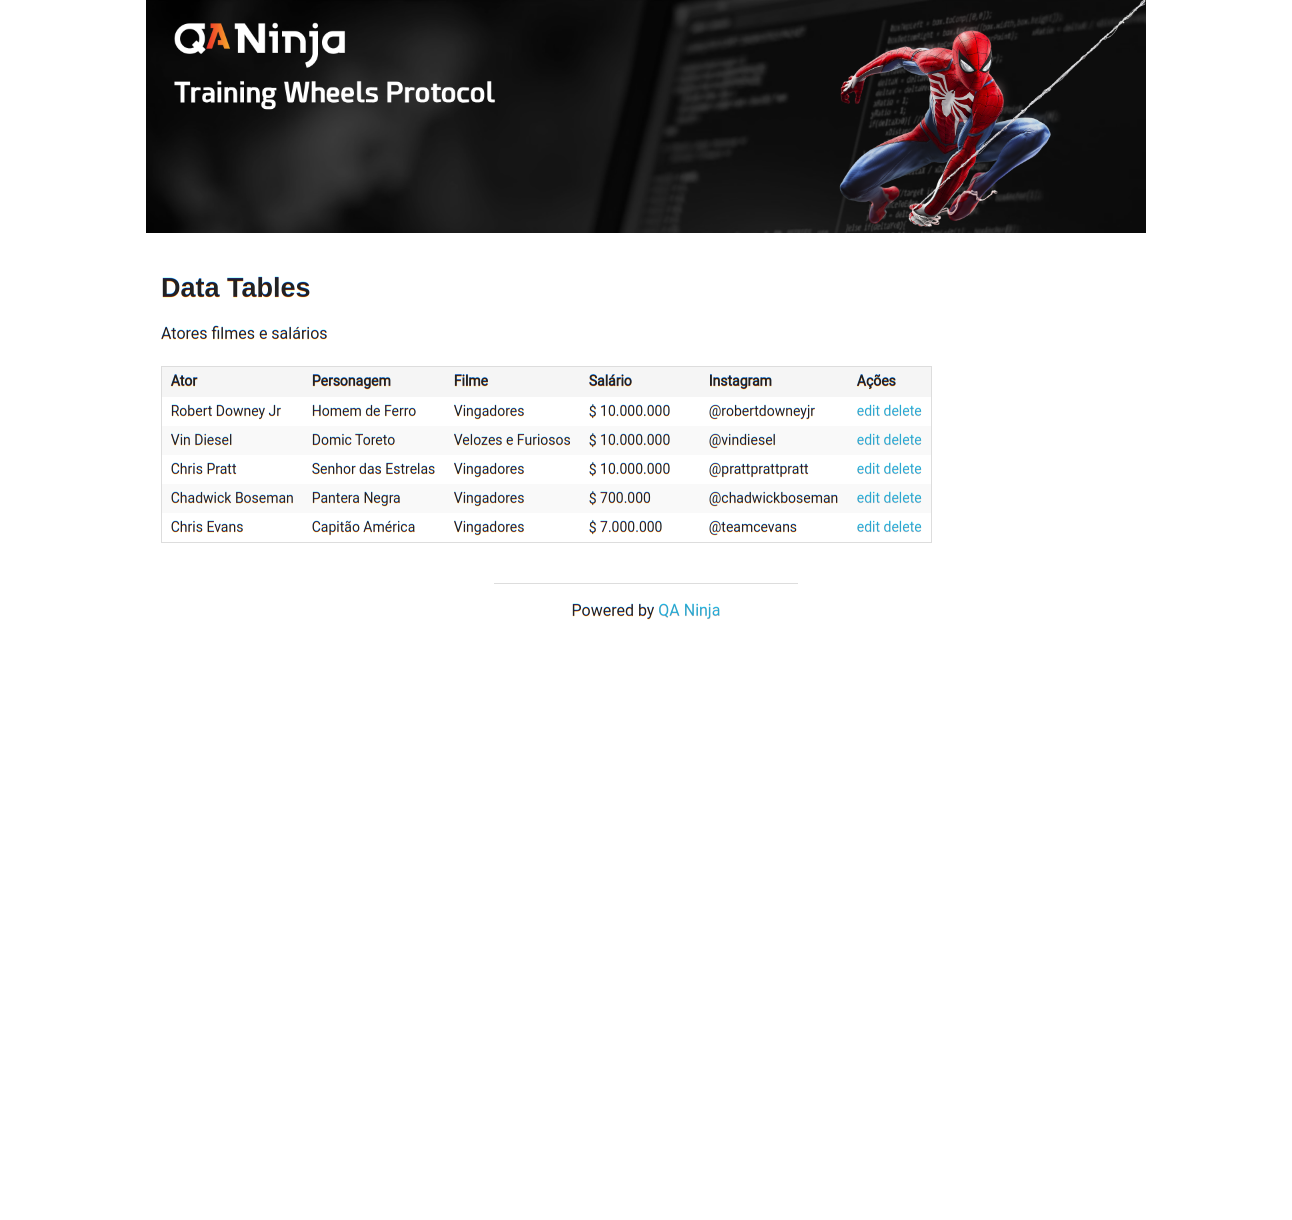 QANinja
Training Wheels Protocol
Data Tables
Atores filmes e salários
Ator Personagem Filme Salário Instagram Ações
Robert Downey Jr Homem de Ferro Vingadores $ 10.000.000 @robertdowneyjr edit delete
Vin Diesel Domic Toreto Velozes e Furiosos $ 10.000.000 @vindiesel edit delete
Chris Pratt Senhor das Estrelas Vingadores $ 10.000.000 @prattprattpratt edit delete
Chadwick Boseman Pantera Negra Vingadores $ 700.000 @chadwickboseman edit delete
Chris Evans Capitão América Vingadores $ 7.000.000 @teamcevans edit delete
Powered by QA Ninja